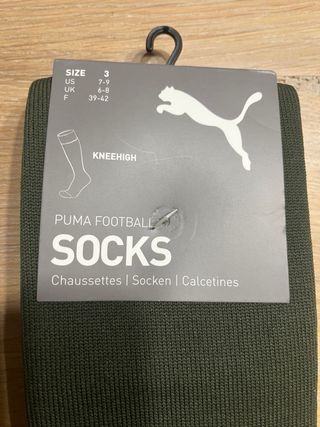 SIZE 3
US 7-9
UK 6-8
F 39-42
KNEEHIGH
PUMA FOOTBALL
SOCKS
Chaussettes | Socken | Calcetines